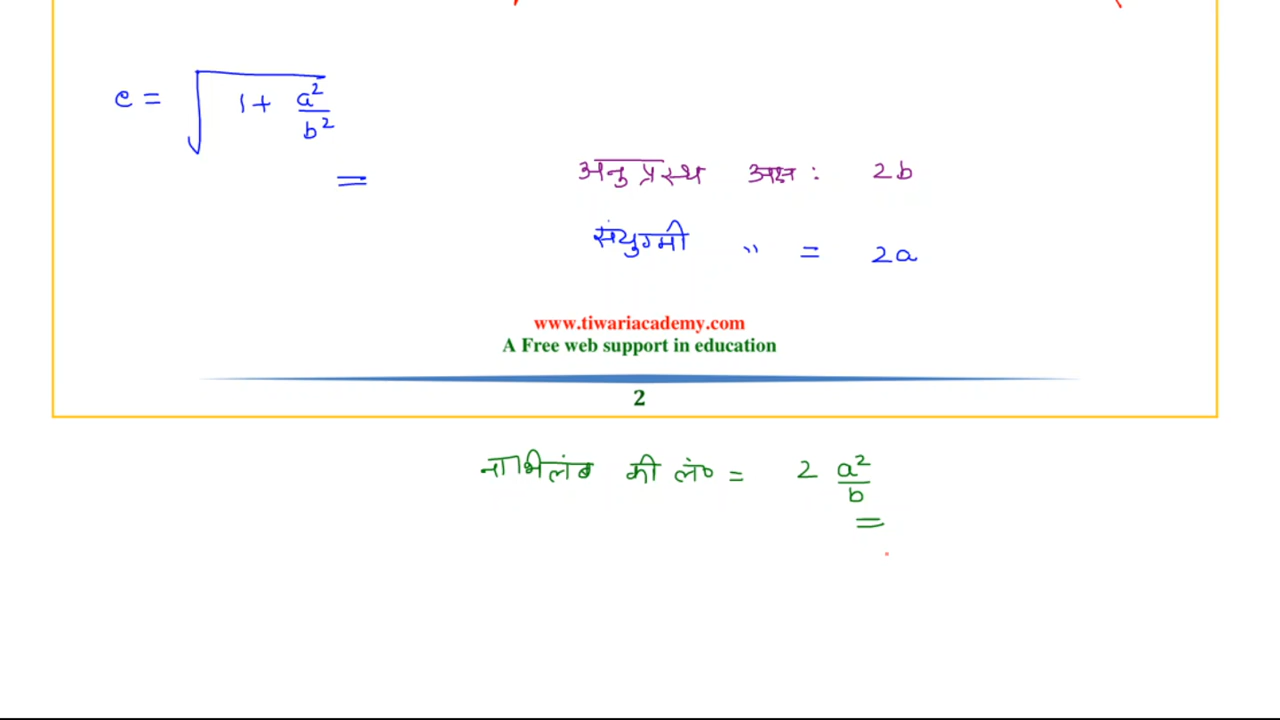 e = √(1 + a²/b²)
=
अनुप्रस्थ अक्ष : 2b
संयुग्मी " = 2a
www.tiwariacademy.com
A Free web support in education
2
नाभिलंब की लं० = 2 a²/b
=